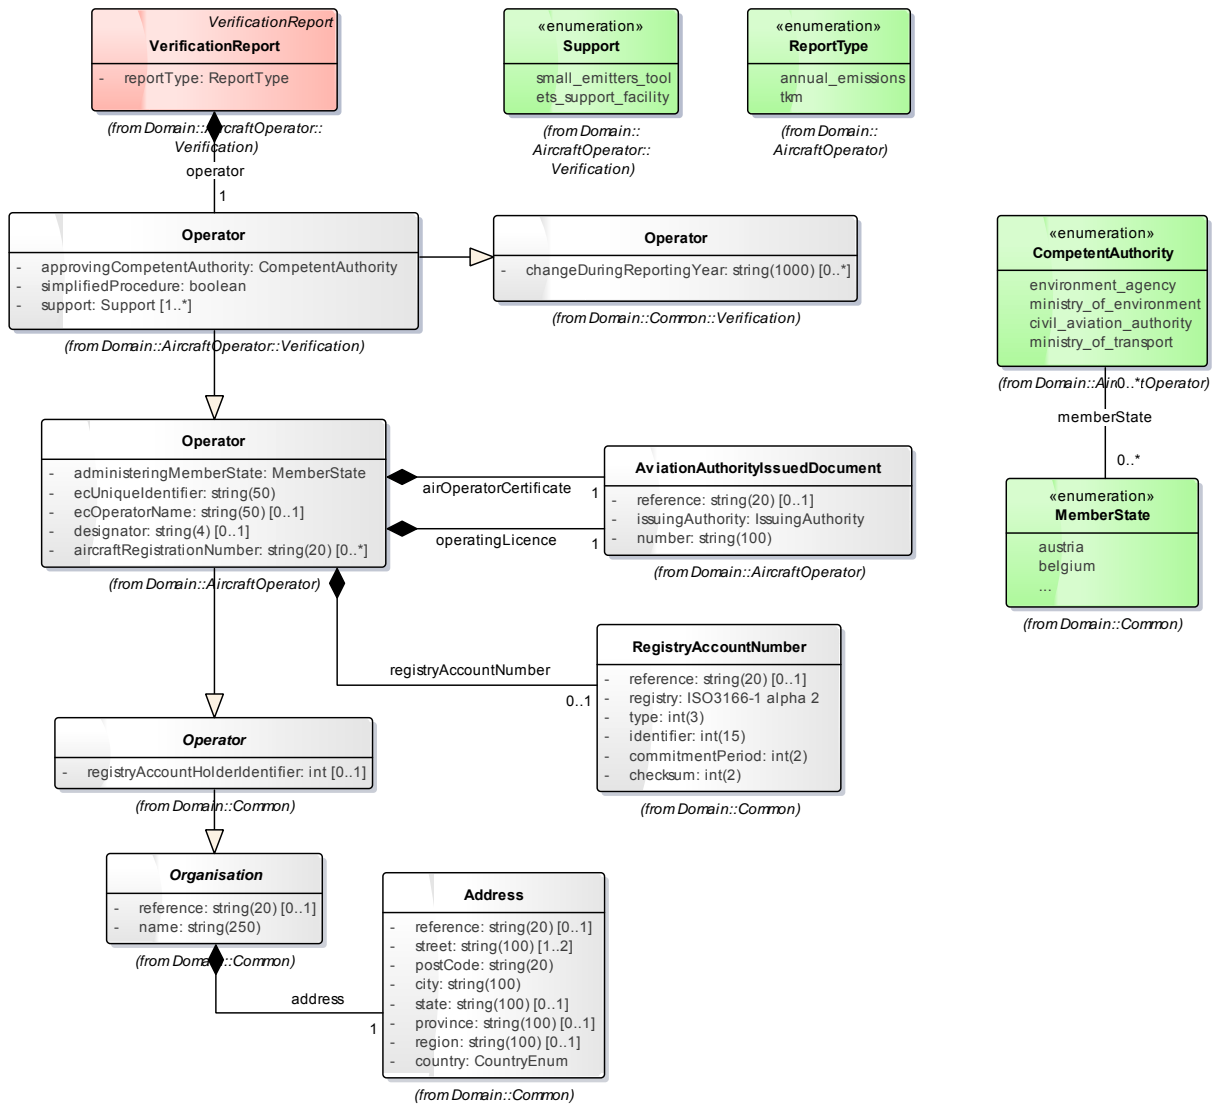 VerificationReport
VerificationReport
- reportType: ReportType
(from Domain::AircraftOperator::
Verification)
operator
1
«enumeration»
Support
small_emitters_tool
ets_support_facility
(from Domain::
AircraftOperator::
Verification)
«enumeration»
ReportType
annual_emissions
tkm
(from Domain::
AircraftOperator)
Operator
- approvingCompetentAuthority: CompetentAuthority
- simplifiedProcedure: boolean
- support: Support [1..*]
(from Domain::AircraftOperator::Verification)
Operator
- changeDuringReportingYear: string(1000) [0..*]
(from Domain::Common::Verification)
«enumeration»
CompetentAuthority
environment_agency
ministry_of_environment
civil_aviation_authority
ministry_of_transport
(from Domain::Air 0..*tOperator)
memberState
0..*
«enumeration»
MemberState
austria
belgium
...
(from Domain::Common)
Operator
- administeringMemberState: MemberState
- ecUniqueIdentifier: string(50)
- ecOperatorName: string(50) [0..1]
- designator: string(4) [0..1]
- aircraftRegistrationNumber: string(20) [0..*]
(from Domain::AircraftOperator)
airOperatorCertificate
1
operatingLicence
1
AviationAuthorityIssuedDocument
- reference: string(20) [0..1]
- issuingAuthority: IssuingAuthority
- number: string(100)
(from Domain::AircraftOperator)
registryAccountNumber
0..1
RegistryAccountNumber
- reference: string(20) [0..1]
- registry: ISO3166-1 alpha 2
- type: int(3)
- identifier: int(15)
- commitmentPeriod: int(2)
- checksum: int(2)
(from Domain::Common)
Operator
- registryAccountHolderIdentifier: int [0..1]
(from Domain::Common)
Organisation
- reference: string(20) [0..1]
- name: string(250)
(from Domain::Common)
address
1
Address
- reference: string(20) [0..1]
- street: string(100) [1..2]
- postCode: string(20)
- city: string(100)
- state: string(100) [0..1]
- province: string(100) [0..1]
- region: string(100) [0..1]
- country: CountryEnum
(from Domain::Common)